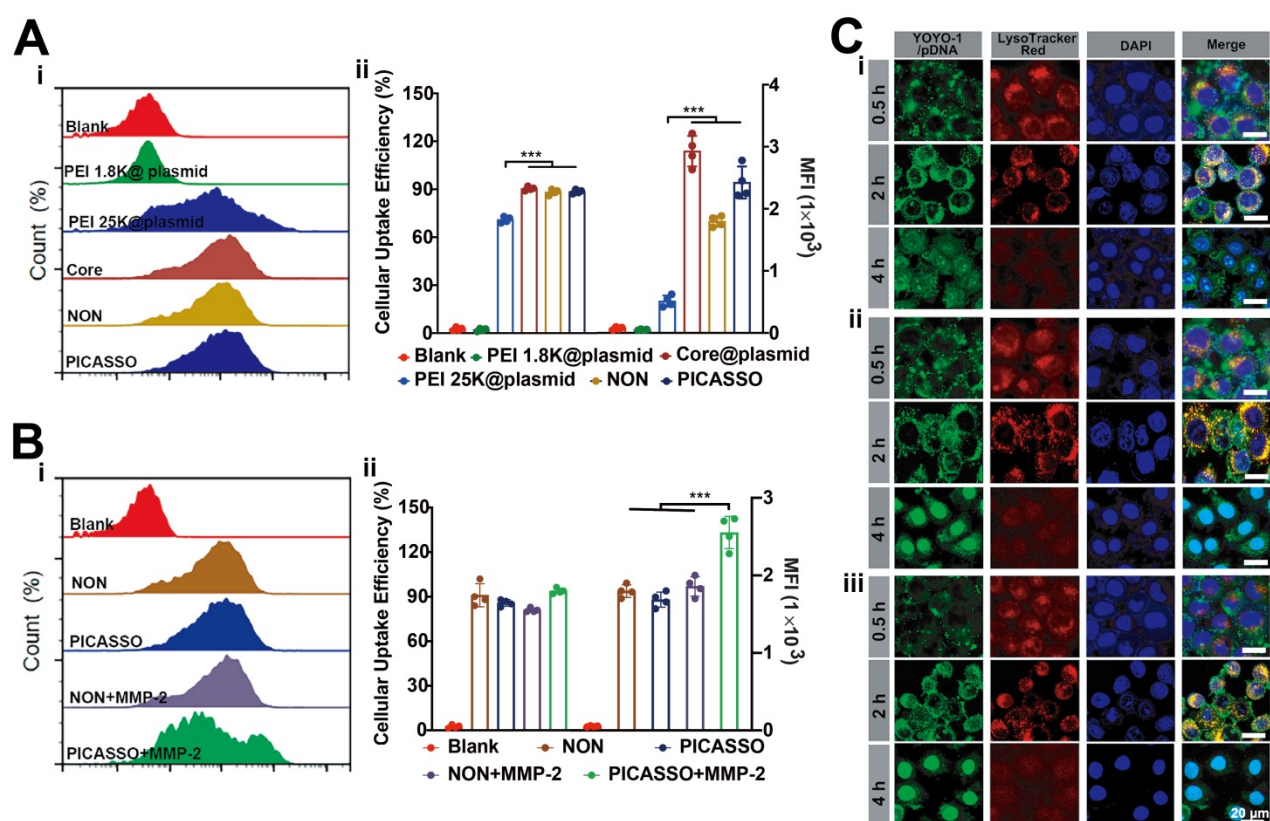 A
i
Count (%)
Blank
PEI 1.8K@ plasmid
PEI 25K@plasmid
Core
NON
PICASSO
ii
Cellular Uptake Efficiency (%)
150
120
90
60
30
0
***
***
4
3
2
1
0
MFI (1×10³)
Blank PEI 1.8K@plasmid Core@plasmid
PEI 25K@plasmid NON PICASSO
B
i
Count (%)
Blank
NON
PICASSO
NON+MMP-2
PICASSO+MMP-2
ii
Cellular Uptake Efficiency (%)
150
120
90
60
30
0
***
3
2
1
0
MFI (1×10³)
Blank NON PICASSO
NON+MMP-2 PICASSO+MMP-2
C
YOYO-1
/pDNA
LysoTracker
Red
DAPI
Merge
i
0.5 h
2 h
4 h
ii
0.5 h
2 h
4 h
iii
0.5 h
2 h
4 h
20 µm